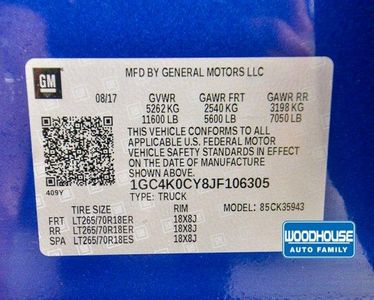 GM
MFD BY GENERAL MOTORS LLC
08/17 GVWR GAWR FRT GAWR RR
5262 KG 2540 KG 3198 KG
11600 LB 5600 LB 7050 LB
THIS VEHICLE CONFORMS TO ALL
APPLICABLE U.S. FEDERAL MOTOR
VEHICLE SAFETY STANDARDS IN EFFECT
ON THE DATE OF MANUFACTURE
SHOWN ABOVE.
1GC4K0CY8JF106305
409Y TYPE: TRUCK
TIRE SIZE RIM MODEL: 85CK35943
FRT LT265/70R18ER 18X8J
RR LT265/70R18ER 18X8J
SPA LT265/70R18ES 18X8J
WOODHOUSE
AUTO FAMILY